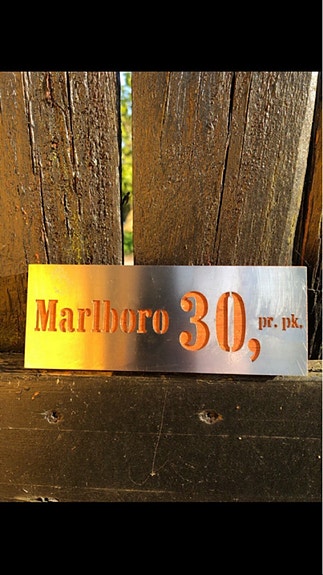 Marlboro 30, pr. pk.